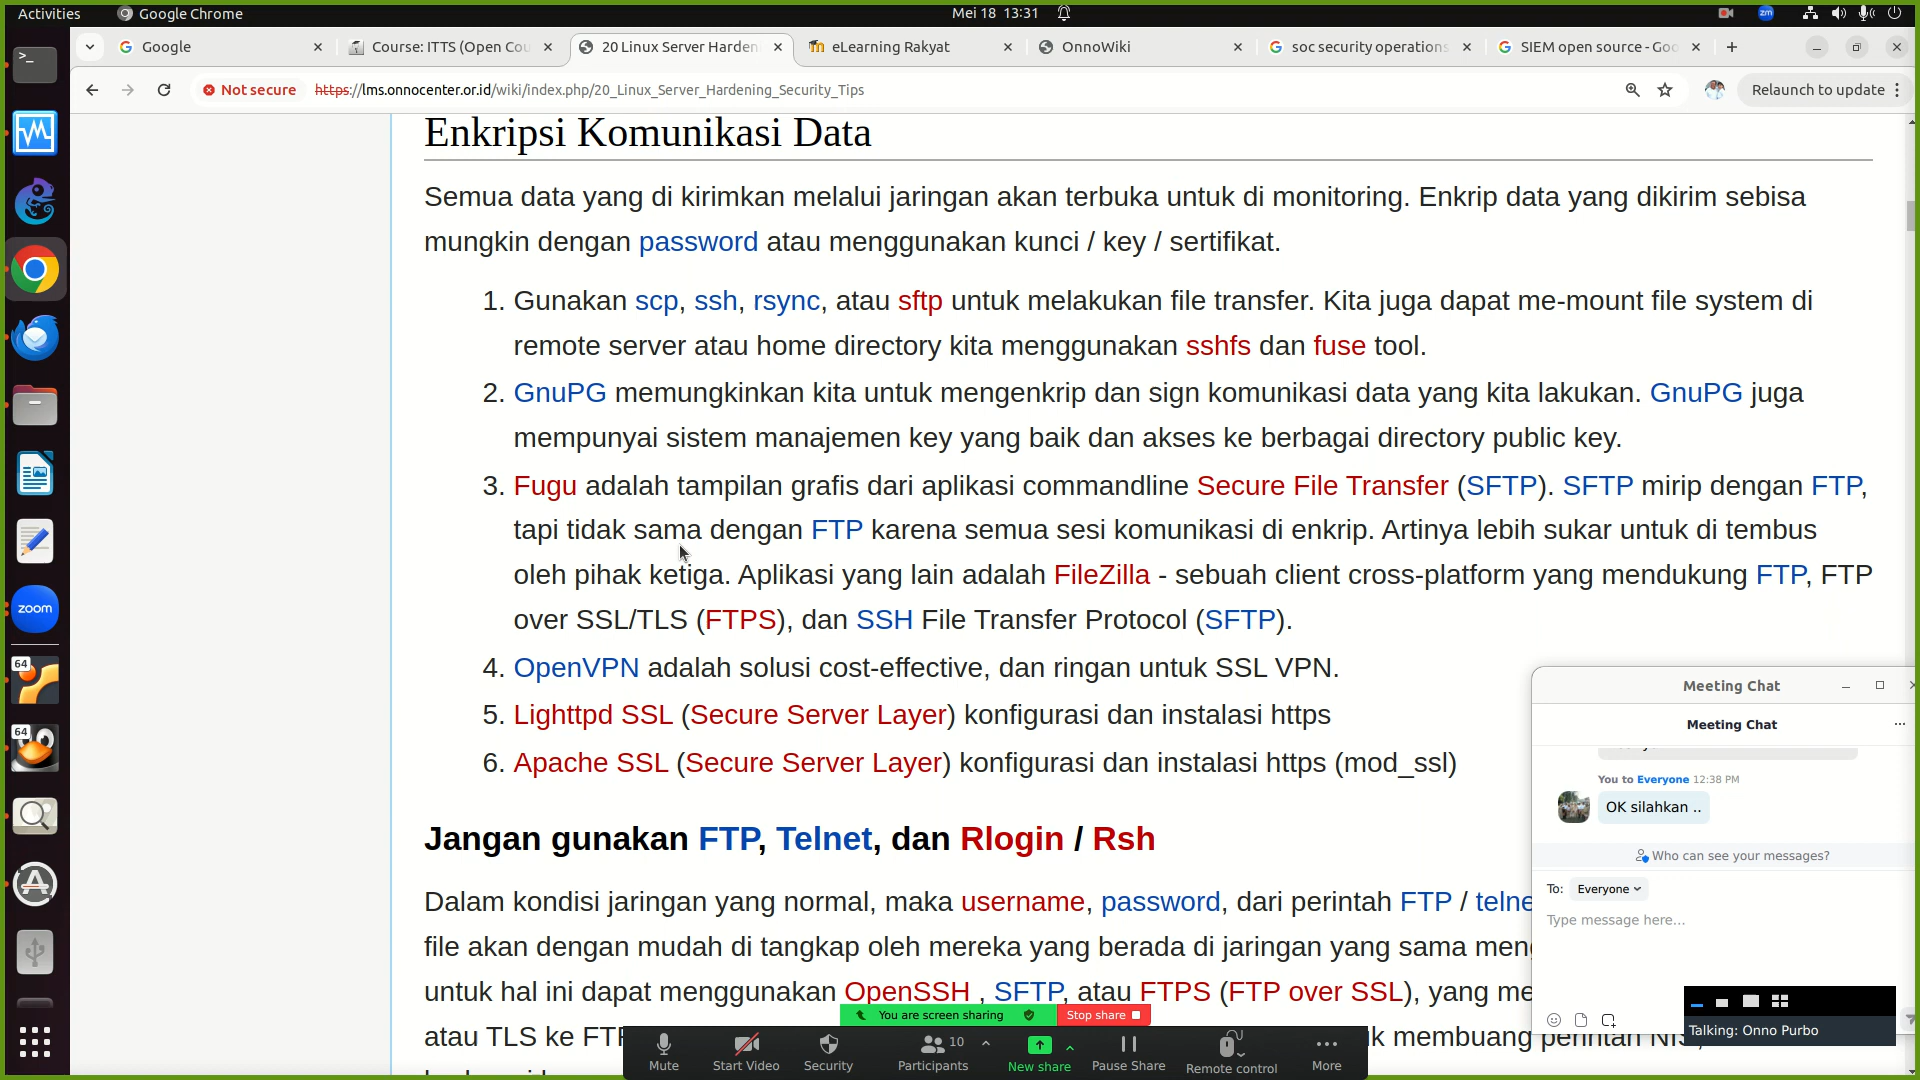 Activities
Google Chrome
Mei 18 13:31
zm
Google
Course: ITTS (Open Cou
20 Linux Server Harden
eLearning Rakyat
OnnoWiki
soc security operations
SIEM open source - Goo
Not secure
https://lms.onnocenter.or.id/wiki/index.php/20_Linux_Server_Hardening_Security_Tips
Relaunch to update
Enkripsi Komunikasi Data
Semua data yang di kirimkan melalui jaringan akan terbuka untuk di monitoring. Enkrip data yang dikirim sebisa
mungkin dengan password atau menggunakan kunci / key / sertifikat.
1. Gunakan scp, ssh, rsync, atau sftp untuk melakukan file transfer. Kita juga dapat me-mount file system di
remote server atau home directory kita menggunakan sshfs dan fuse tool.
2. GnuPG memungkinkan kita untuk mengenkrip dan sign komunikasi data yang kita lakukan. GnuPG juga
mempunyai sistem manajemen key yang baik dan akses ke berbagai directory public key.
3. Fugu adalah tampilan grafis dari aplikasi commandline Secure File Transfer (SFTP). SFTP mirip dengan FTP,
tapi tidak sama dengan FTP karena semua sesi komunikasi di enkrip. Artinya lebih sukar untuk di tembus
oleh pihak ketiga. Aplikasi yang lain adalah FileZilla - sebuah client cross-platform yang mendukung FTP, FTP
over SSL/TLS (FTPS), dan SSH File Transfer Protocol (SFTP).
4. OpenVPN adalah solusi cost-effective, dan ringan untuk SSL VPN.
5. Lighttpd SSL (Secure Server Layer) konfigurasi dan instalasi https
6. Apache SSL (Secure Server Layer) konfigurasi dan instalasi https (mod_ssl)
Jangan gunakan FTP, Telnet, dan Rlogin / Rsh
Dalam kondisi jaringan yang normal, maka username, password, dari perintah FTP / telne
file akan dengan mudah di tangkap oleh mereka yang berada di jaringan yang sama meng
untuk hal ini dapat menggunakan OpenSSH , SFTP, atau FTPS (FTP over SSL), yang me
atau TLS ke FTP
k membuang perintah NIS,
zoom
64
64
Meeting Chat
Meeting Chat
You to Everyone 12:38 PM
OK silahkan ..
Who can see your messages?
To: Everyone
Type message here...
Talking: Onno Purbo
You are screen sharing
Stop share
Mute
Start Video
Security
Participants
10
New share
Pause Share
Remote control
More